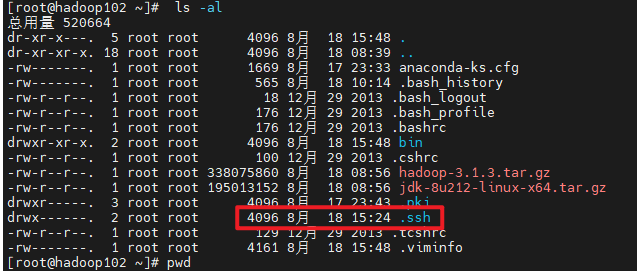 [root@hadoop102 ~]#  ls -al
总用量 520664
dr-xr-x---.  5 root root      4096 8月  18 15:48 .
dr-xr-xr-x. 18 root root      4096 8月  18 08:39 ..
-rw-------.  1 root root      1669 8月  17 23:33 anaconda-ks.cfg
-rw-------.  1 root root       565 8月  18 10:14 .bash_history
-rw-r--r--.  1 root root        18 12月 29 2013 .bash_logout
-rw-r--r--.  1 root root       176 12月 29 2013 .bash_profile
-rw-r--r--.  1 root root       176 12月 29 2013 .bashrc
drwxr-xr-x.  2 root root      4096 8月  18 15:48 bin
-rw-r--r--.  1 root root       100 12月 29 2013 .cshrc
-rw-r--r--.  1 root root 338075860 8月  18 08:56 hadoop-3.1.3.tar.gz
-rw-r--r--.  1 root root 195013152 8月  18 08:56 jdk-8u212-linux-x64.tar.gz
drwxr-----.  3 root root      4096 8月  17 23:43 .pki
drwx------.  2 root root      4096 8月  18 15:24 .ssh
-rw-r--r--.  1 root root       129 12月 29 2013 .tcshrc
-rw-------.  1 root root      4161 8月  18 15:48 .viminfo
[root@hadoop102 ~]# pwd